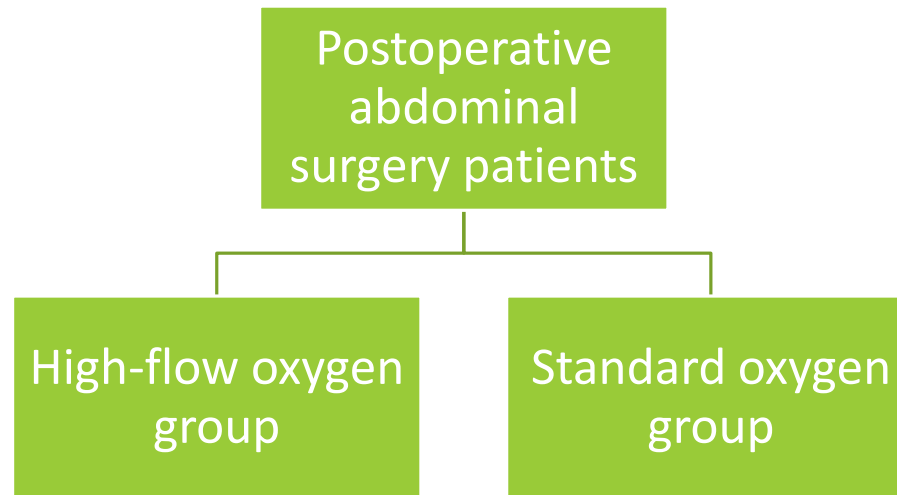 Postoperative
abdominal
surgery patients
High-flow oxygen
group
Standard oxygen
group